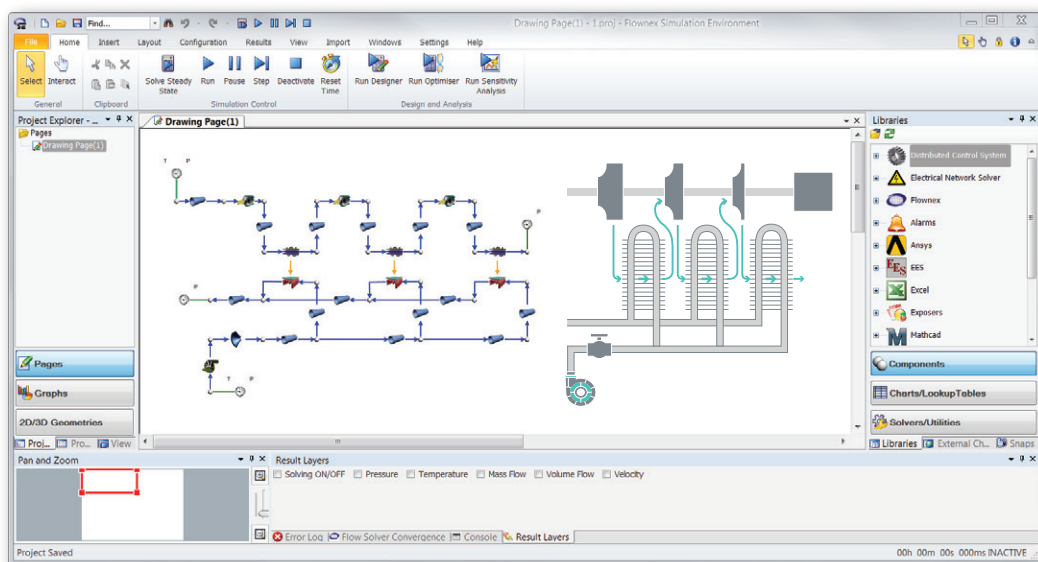 Find...
Drawing Page(1) - 1.proj - Flownex Simulation Environment
File Home Insert Layout Configuration Results View Import Windows Settings Help
Select Interact
Solve Steady State
Run Pause Step Deactivate
Reset Time
Run Designer
Run Optimiser
Run Sensitivity Analysis
General Clipboard Simulation Control Design and Analysis
Project Explorer - ...
Pages
Drawing Page(1)
Drawing Page(1)
T P
P
P
T P
Libraries
Distributed Control System
Electrical Network Solver
Flownex
Alarms
Ansys
EES
EES
Excel
Exposers
Mathcad
Pages
Graphs
2D/3D Geometries
Proj... Pro... View
Components
Charts/LookupTables
Solvers/Utilities
Libraries External Ch... Snaps
Pan and Zoom
Result Layers
Solving ON/OFF Pressure Temperature Mass Flow Volume Flow Velocity
Error Log Flow Solver Convergence Console Result Layers
Project Saved
00h 00m 00s 000ms INACTIVE